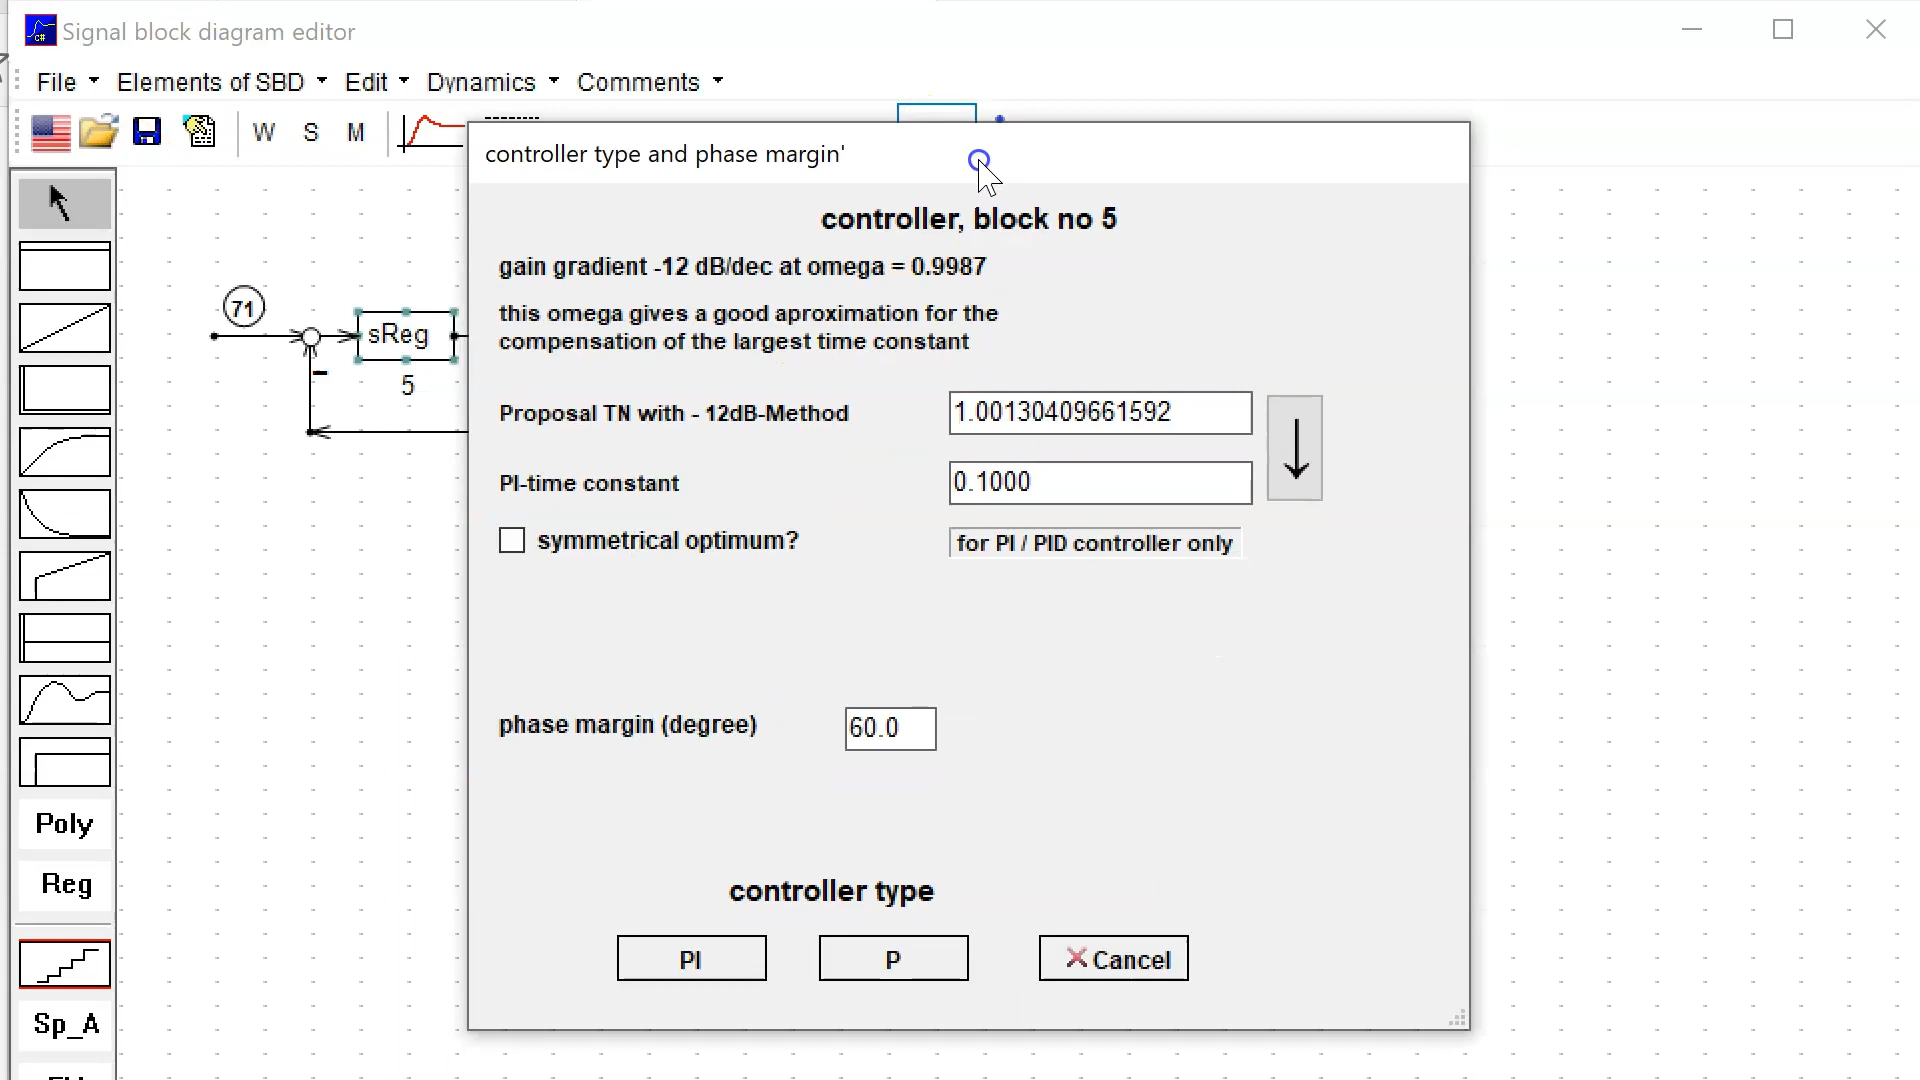 Signal block diagram editor
File Elements of SBD Edit Dynamics Comments
W S M
controller type and phase margin'
controller, block no 5
gain gradient -12 dB/dec at omega = 0.9987
this omega gives a good aproximation for the
compensation of the largest time constant
Proposal TN with - 12dB-Method 1.00130409661592
PI-time constant 0.1000
symmetrical optimum? for PI / PID controller only
phase margin (degree) 60.0
controller type
PI P Cancel
71
sReg
5
Poly
Reg
Sp_A